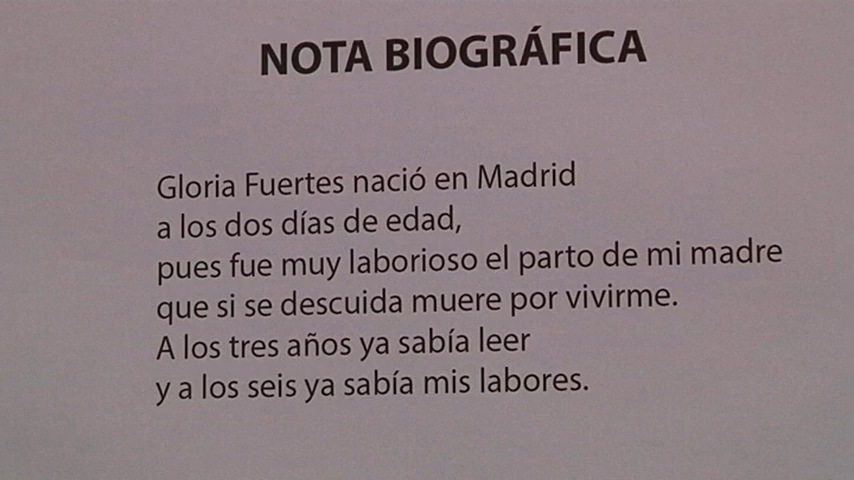 NOTA BIOGRÁFICA
Gloria Fuertes nació en Madrid
a los dos días de edad,
pues fue muy laborioso el parto de mi madre
que si se descuida muere por vivirme.
A los tres años ya sabía leer
y a los seis ya sabía mis labores.